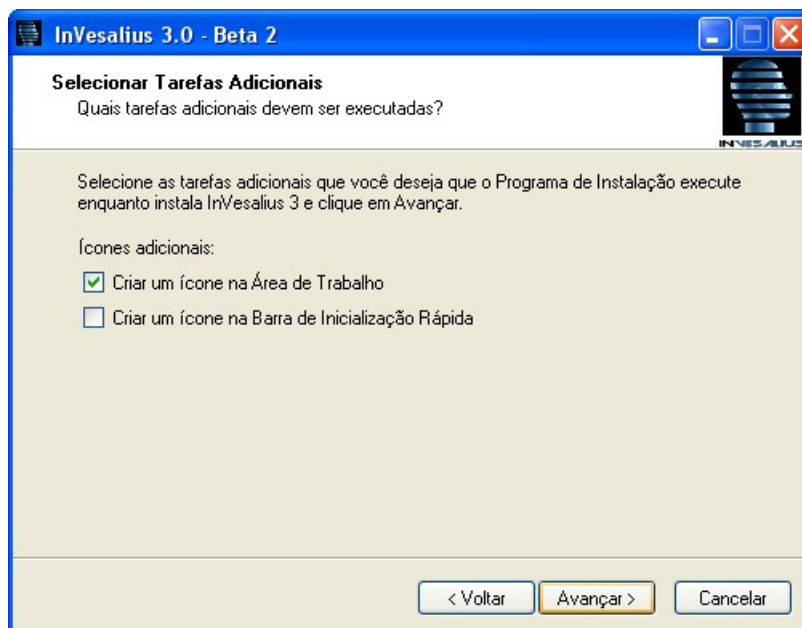 InVesalius 3.0 - Beta 2
Selecionar Tarefas Adicionais
Quais tarefas adicionais devem ser executadas?
INVESALIUS
Selecione as tarefas adicionais que você deseja que o Programa de Instalação execute
enquanto instala InVesalius 3 e clique em Avançar.
Ícones adicionais:
Criar um ícone na Área de Trabalho
Criar um ícone na Barra de Inicialização Rápida
< Voltar
Avançar >
Cancelar